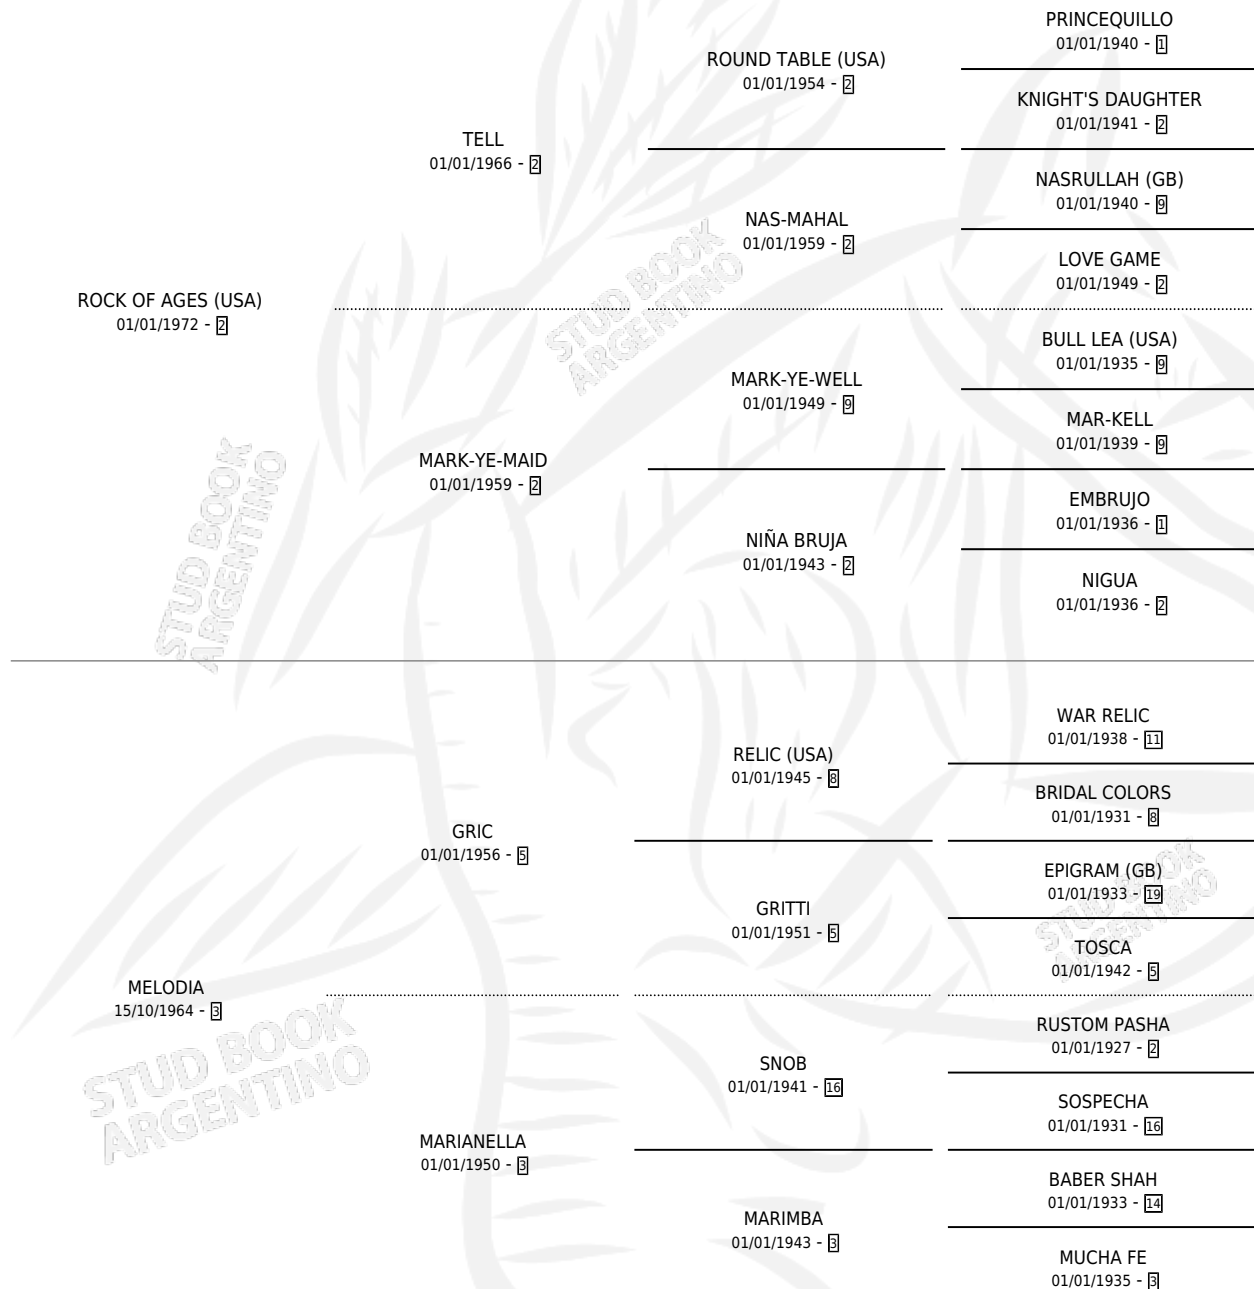 PRINCEQUILLO
01/01/1940 - 1
ROUND TABLE (USA)
01/01/1954 - 2
KNIGHT'S DAUGHTER
01/01/1941 - 2
TELL
01/01/1966 - 2
NASRULLAH (GB)
01/01/1940 - 9
NAS-MAHAL
01/01/1959 - 2
LOVE GAME
01/01/1949 - 2
ROCK OF AGES (USA)
01/01/1972 - 2
BULL LEA (USA)
01/01/1935 - 9
MARK-YE-WELL
01/01/1949 - 9
MAR-KELL
01/01/1939 - 9
MARK-YE-MAID
01/01/1959 - 2
EMBRUJO
01/01/1936 - 1
NIÑA BRUJA
01/01/1943 - 2
NIGUA
01/01/1936 - 2
WAR RELIC
01/01/1938 - 11
RELIC (USA)
01/01/1945 - 8
BRIDAL COLORS
01/01/1931 - 8
GRIC
01/01/1956 - 5
EPIGRAM (GB)
01/01/1933 - 19
GRITTI
01/01/1951 - 5
TOSCA
01/01/1942 - 5
MELODIA
15/10/1964 - 3
RUSTOM PASHA
01/01/1927 - 2
SNOB
01/01/1941 - 16
SOSPECHA
01/01/1931 - 16
MARIANELLA
01/01/1950 - 3
BABER SHAH
01/01/1933 - 14
MARIMBA
01/01/1943 - 3
MUCHA FE
01/01/1935 - 3
STUD BOOK
ARGENTINO
STUD BOOK
ARGENTINO
STUD BOOK
ARGENTINO
STUD BOOK
ARGENTINO